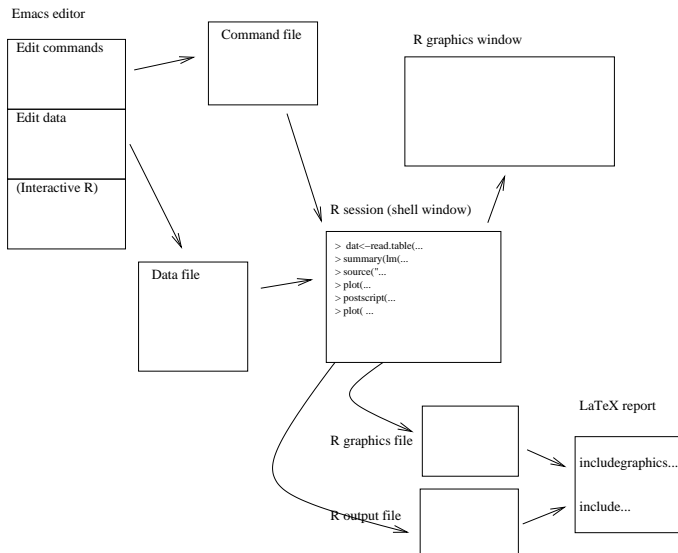 Emacs editor
Edit commands
Edit data
(Interactive R)
Command file
R graphics window
Data file
R session (shell window)
> dat<−read.table(...
> summary(lm(...
> source("...
> plot(...
> postscript(...
> plot( ...
R graphics file
R output file
LaTeX report
includegraphics...
include...